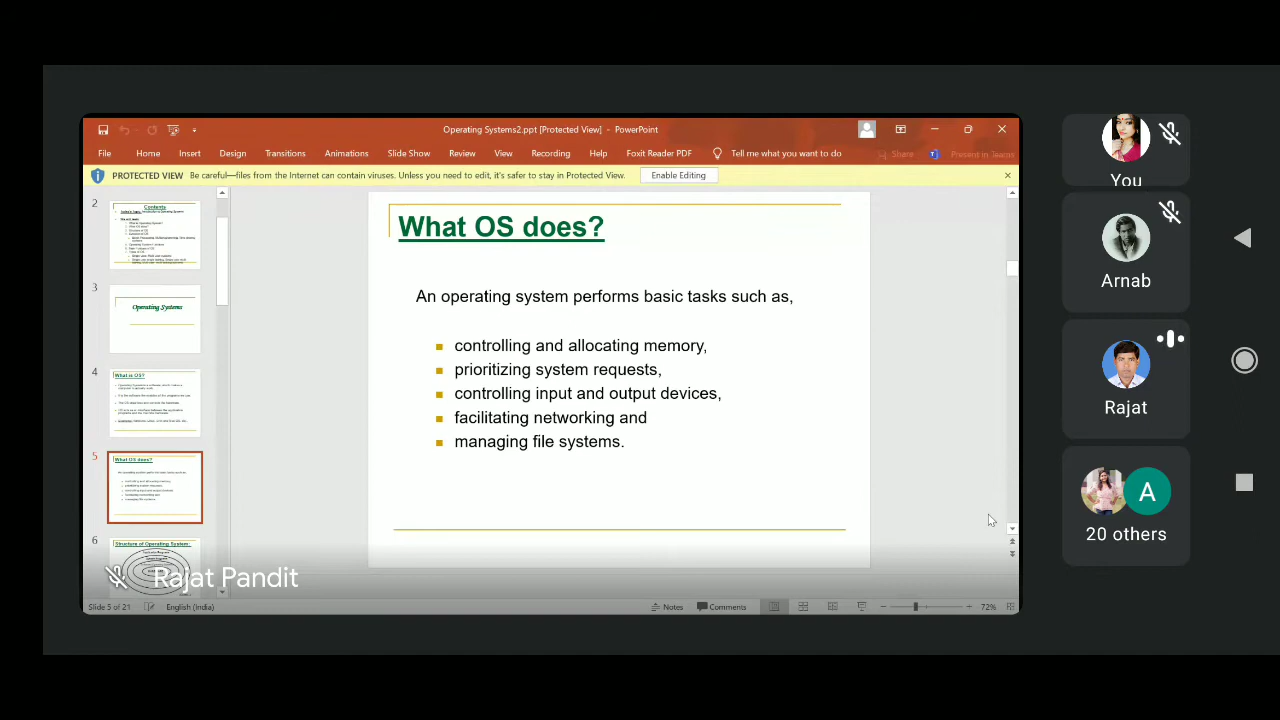 Operating Systems2.ppt [Protected View] - PowerPoint
File Home Insert Design Transitions Animations Slide Show Review View Recording Help Foxit Reader PDF Tell me what you want to do Share Present in Teams
PROTECTED VIEW Be careful—files from the Internet can contain viruses. Unless you need to edit, it's safer to stay in Protected View. Enable Editing
2
Contents
3
Operating Systems
4
What is OS?
5
What OS does?
6
Structure of Operating System:
What OS does?
An operating system performs basic tasks such as,
controlling and allocating memory,
prioritizing system requests,
controlling input and output devices,
facilitating networking and
managing file systems.
Rajat Pandit
Slide 5 of 21 English (India) Notes Comments 72%
You
Arnab
Rajat
A
20 others